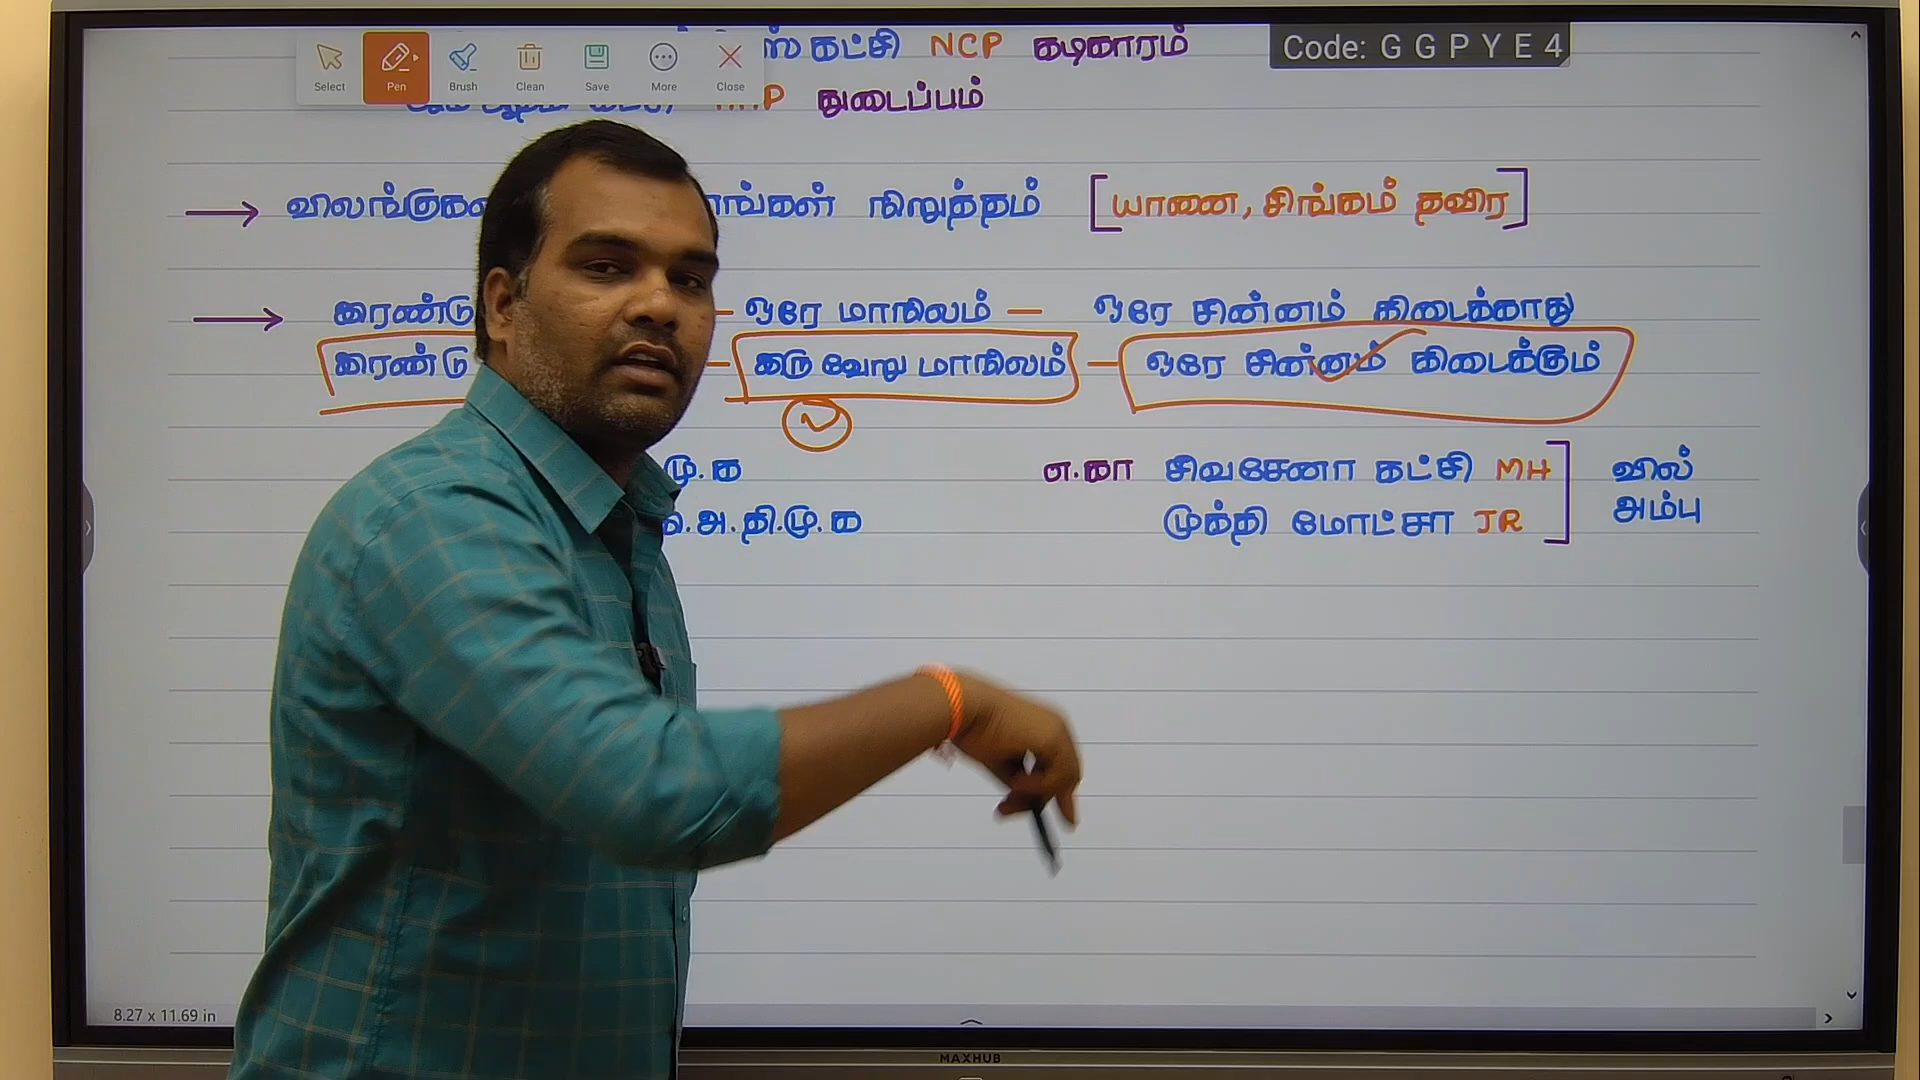 ஸ் கட்சி NCP கடிகாரம்
Code: G G P Y E 4
Select Pen Brush Clean Save More Close
P துடைப்பம்
விலங்குகள் நிறுத்தம் [யானை, சிங்கம் தவிர]
இரண்டு – ஒரே மாநிலம் – ஒரே சின்னம் கிடைக்காது
இரண்டு – இரு வேறு மாநிலம் – ஒரே சின்னம் கிடைக்கும்
மு.க எ.கா சிவசேனா கட்சி MH வில்
அ.தி.மு.க முக்தி மோட்சா JR அம்பு
8.27 x 11.69 in
MAXHUB